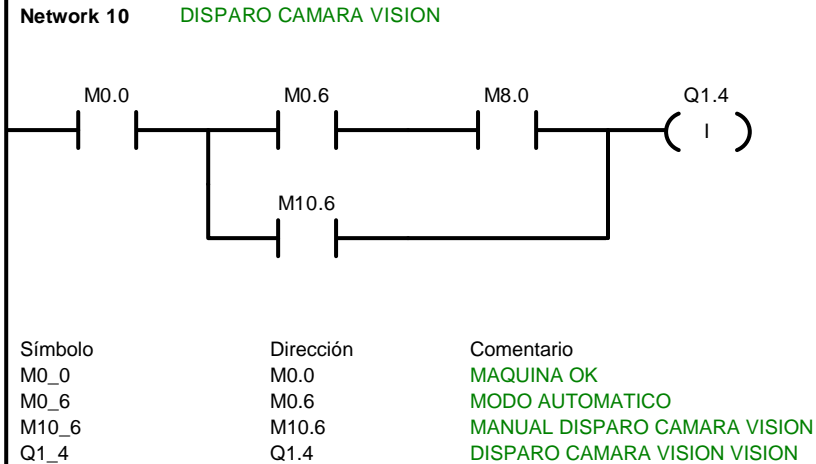 Network 10 DISPARO CAMARA VISION
M0.0 M0.6 M8.0 Q1.4
I
M10.6
Símbolo Dirección Comentario
M0_0 M0.0 MAQUINA OK
M0_6 M0.6 MODO AUTOMATICO
M10_6 M10.6 MANUAL DISPARO CAMARA VISION
Q1_4 Q1.4 DISPARO CAMARA VISION VISION